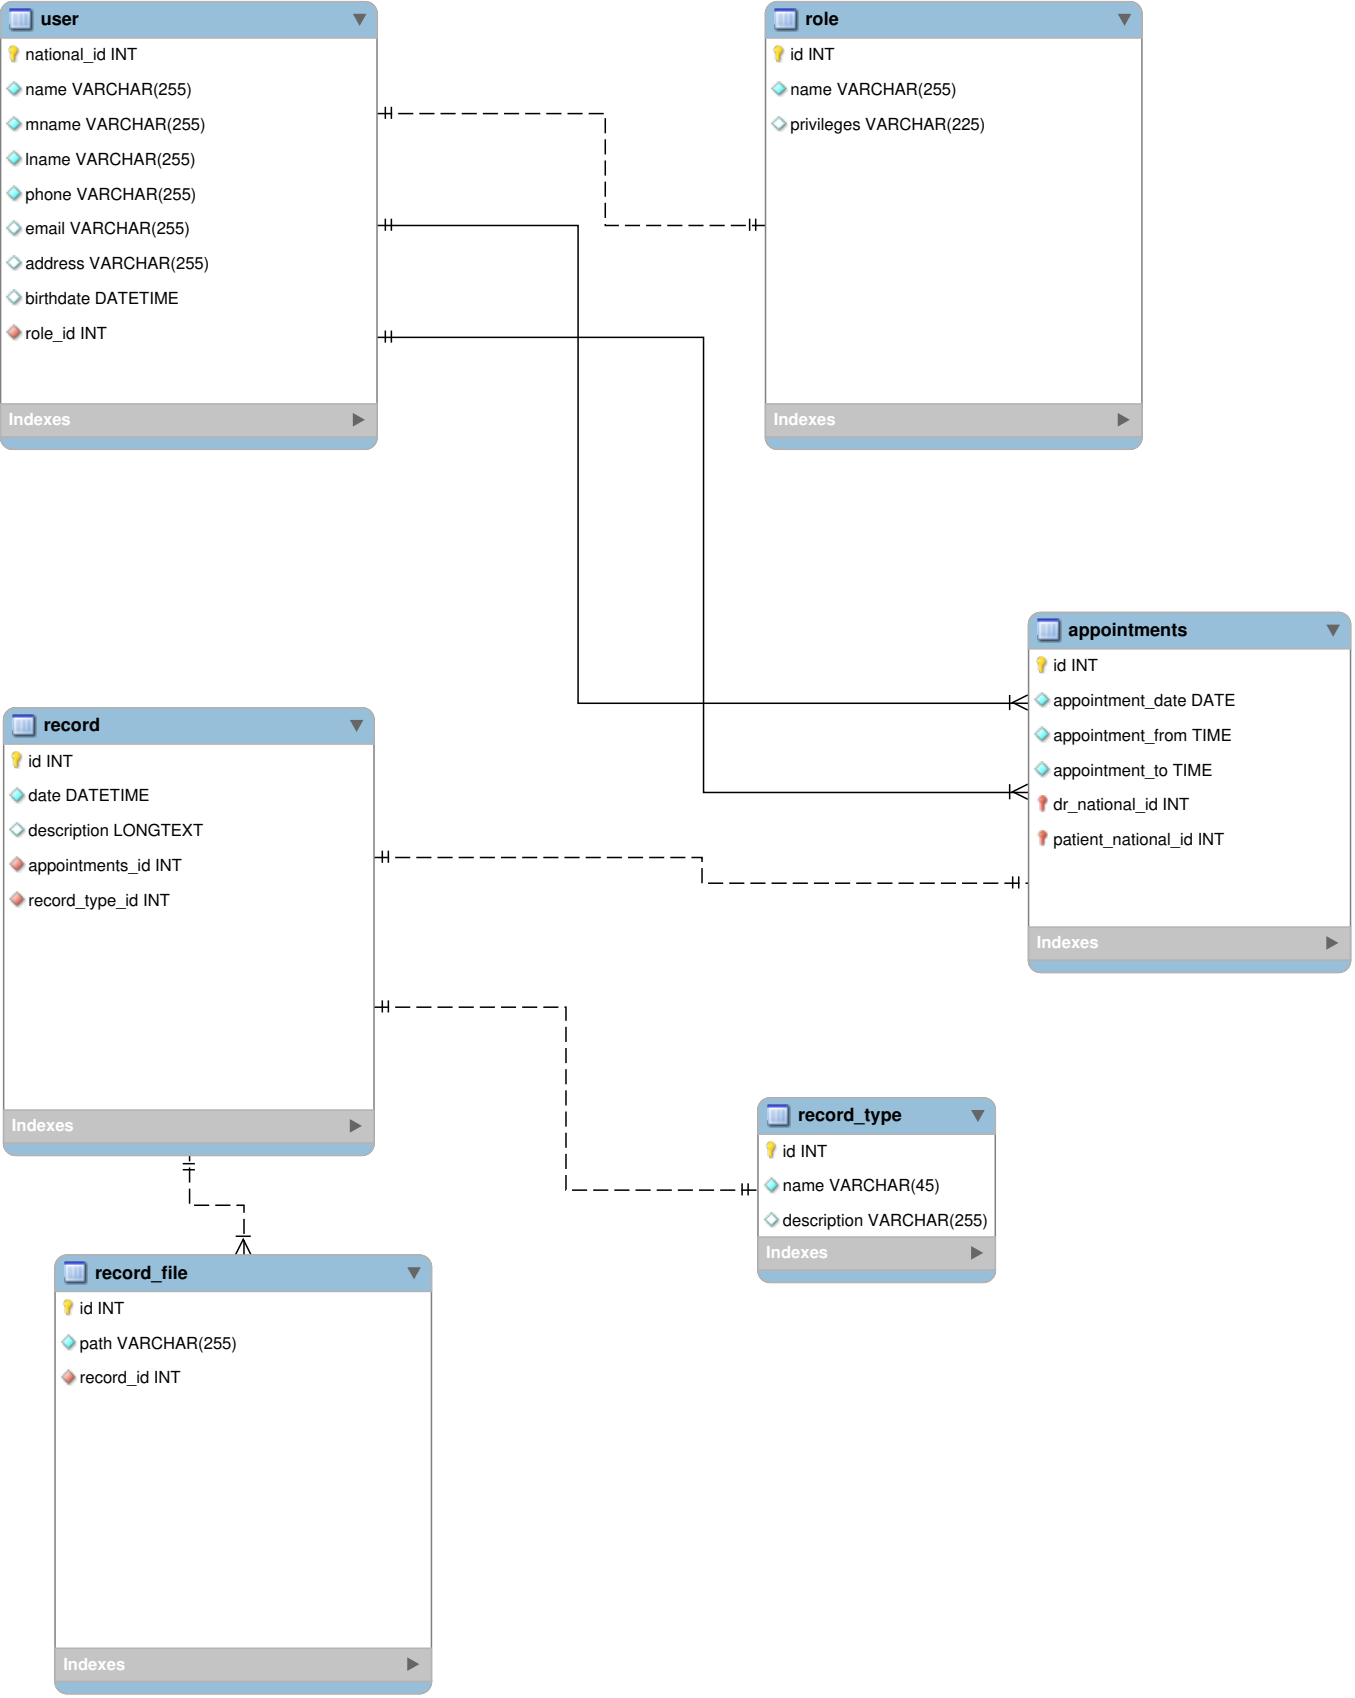 user
national_id INT
name VARCHAR(255)
mname VARCHAR(255)
lname VARCHAR(255)
phone VARCHAR(255)
email VARCHAR(255)
address VARCHAR(255)
birthdate DATETIME
role_id INT
Indexes
role
id INT
name VARCHAR(255)
privileges VARCHAR(225)
Indexes
appointments
id INT
appointment_date DATE
appointment_from TIME
appointment_to TIME
dr_national_id INT
patient_national_id INT
Indexes
record
id INT
date DATETIME
description LONGTEXT
appointments_id INT
record_type_id INT
Indexes
record_type
id INT
name VARCHAR(45)
description VARCHAR(255)
Indexes
record_file
id INT
path VARCHAR(255)
record_id INT
Indexes